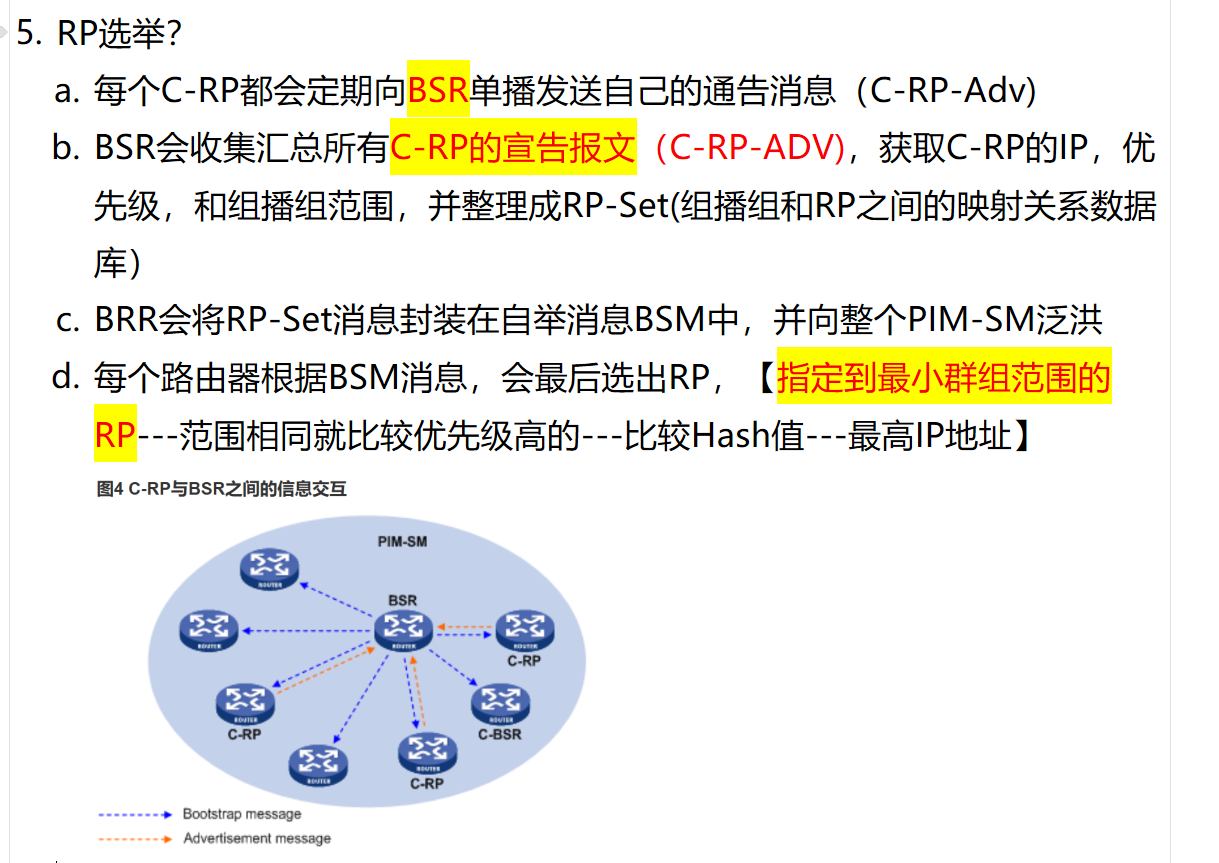 5. RP选举？
a. 每个C-RP都会定期向BSR单播发送自己的通告消息（C-RP-Adv)
b. BSR会收集汇总所有C-RP的宣告报文（C-RP-ADV)，获取C-RP的IP，优
先级，和组播组范围，并整理成RP-Set(组播组和RP之间的映射关系数据
库）
c. BRR会将RP-Set消息封装在自举消息BSM中，并向整个PIM-SM泛洪
d. 每个路由器根据BSM消息，会最后选出RP，【指定到最小群组范围的
RP---范围相同就比较优先级高的---比较Hash值---最高IP地址】
图4 C-RP与BSR之间的信息交互
PIM-SM
ROUTER
BSR
ROUTER
ROUTER
ROUTER
C-RP
ROUTER
C-RP
ROUTER
C-BSR
ROUTER
ROUTER
C-RP
Bootstrap message
Advertisement message